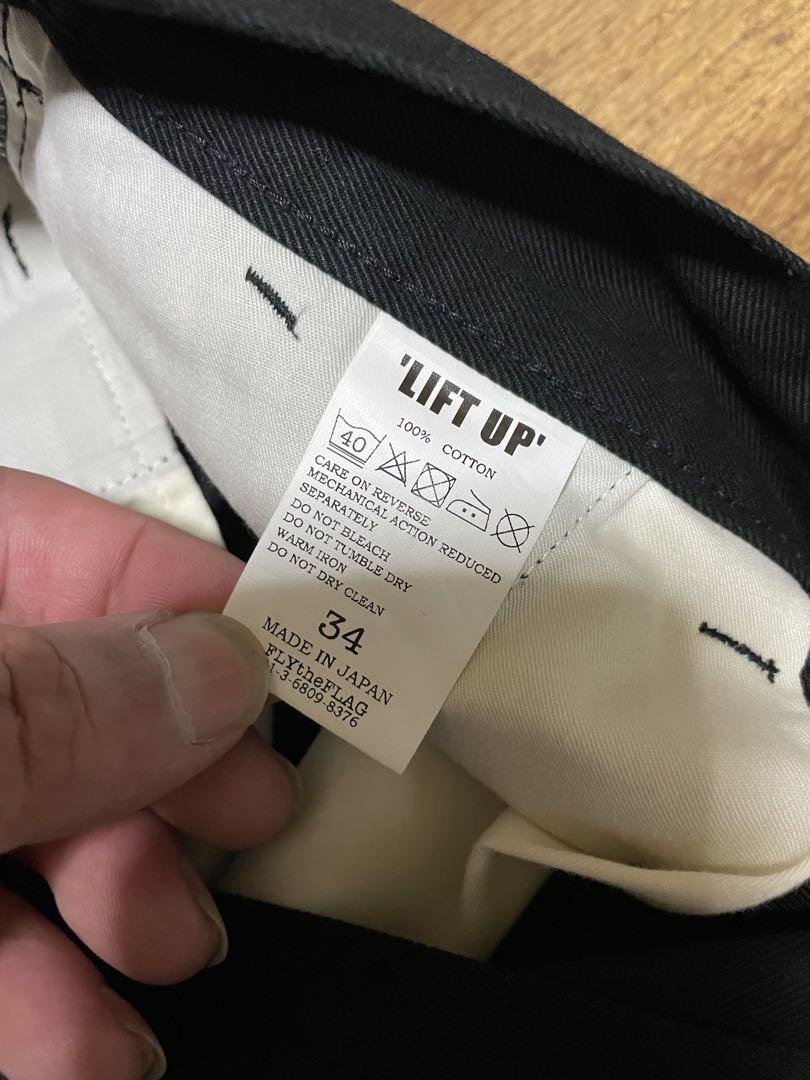 'LIFT UP'
100% COTTON
40
CARE ON REVERSE
MECHANICAL ACTION REDUCED
SEPARATELY
DO NOT BLEACH
DO NOT TUMBLE DRY
WARM IRON
DO NOT DRY CLEAN
34
MADE IN JAPAN
FLYtheFLAG
1-3-6809-8376